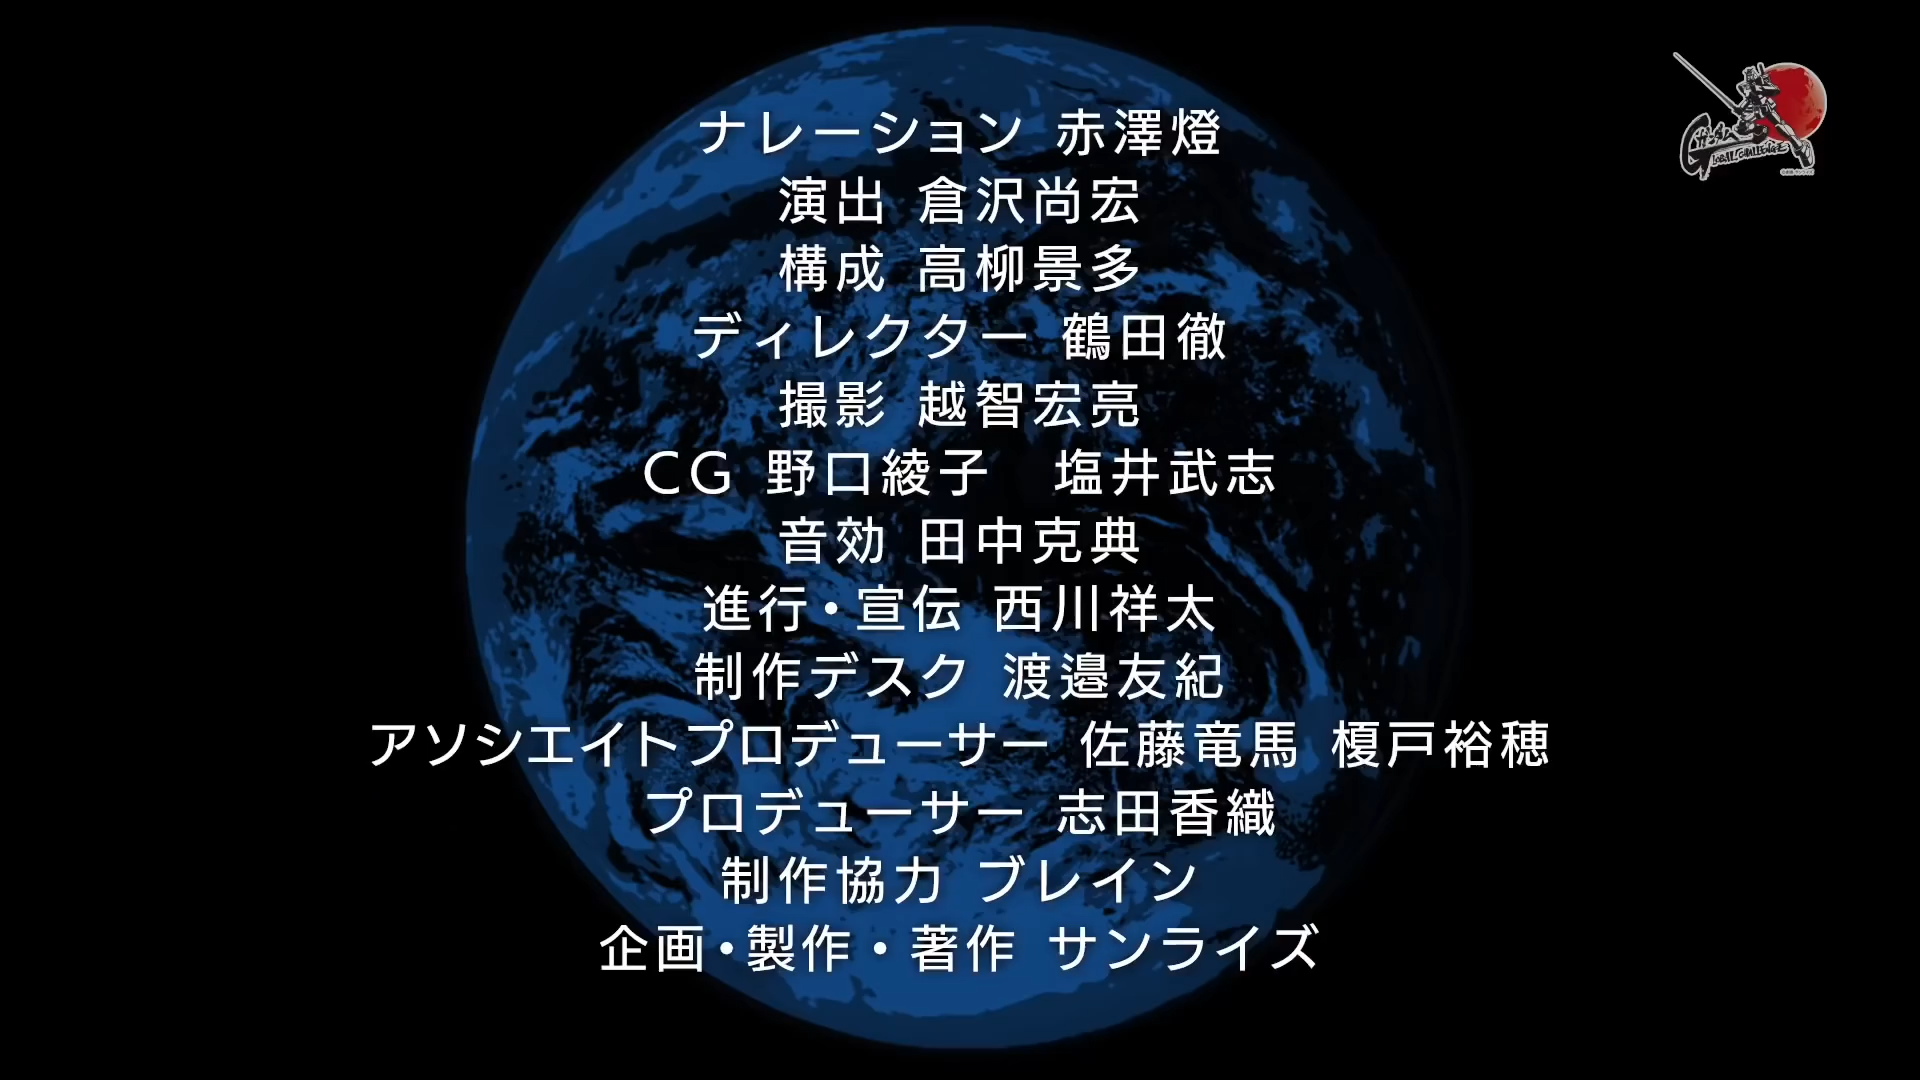 ナレーション 赤澤燈
演出 倉沢尚宏
構成 高柳景多
ディレクター 鶴田徹
撮影 越智宏亮
CG 野口綾子　塩井武志
音効 田中克典
進行・宣伝 西川祥太
制作デスク 渡邉友紀
アソシエイトプロデューサー 佐藤竜馬 榎戸裕穂
プロデューサー 志田香織
制作協力 ブレイン
企画・製作・著作 サンライズ
ガンダム
GLOBAL CHALLENGE